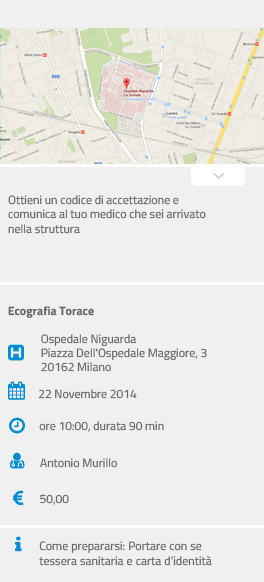 Ospedale Niguarda
Ca' Granda
Ottieni un codice di accettazione e
comunica al tuo medico che sei arrivato
nella struttura
Ecografia Torace
H
Ospedale Niguarda
Piazza Dell'Ospedale Maggiore, 3
20162 Milano
22 Novembre 2014
ore 10:00, durata 90 min
Antonio Murillo
€
50,00
i
Come prepararsi: Portare con se
tessera sanitaria e carta d'identità